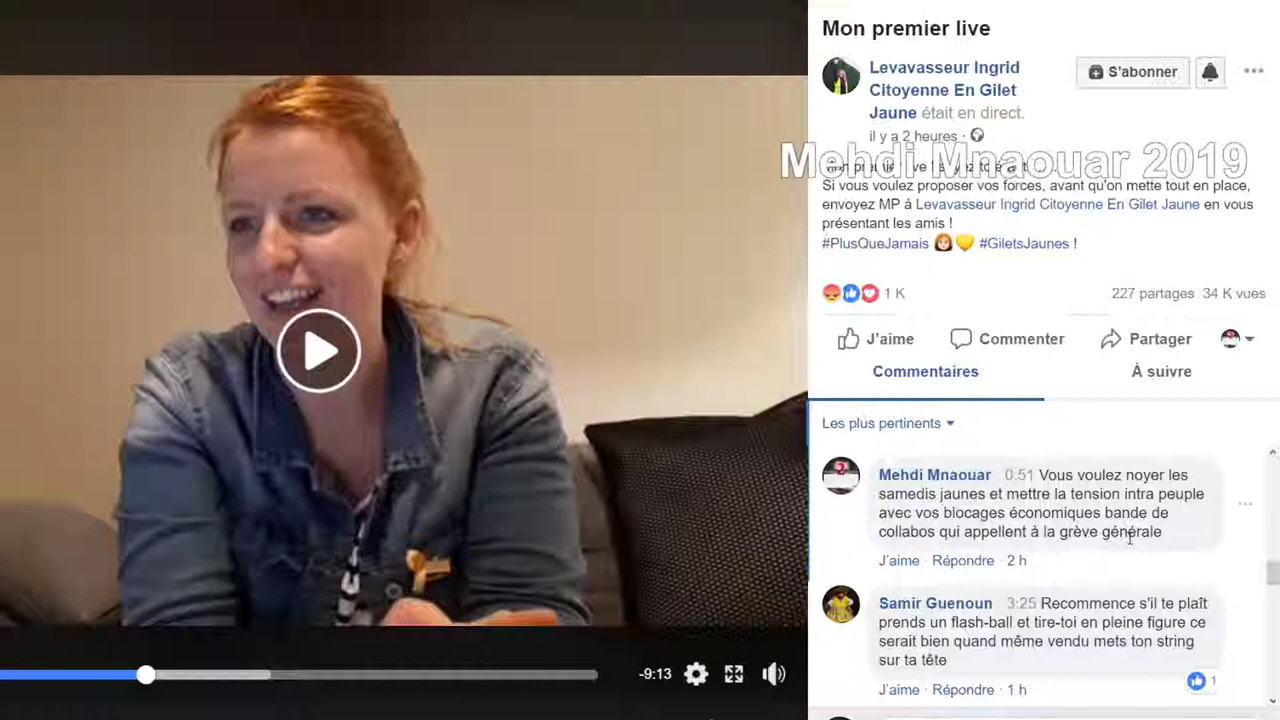 Mon premier live
Levavasseur Ingrid
Citoyenne En Gilet
Jaune était en direct.
S'abonner
il y a 2 heures ·
Mehdi Mnaouar 2019
Si vous voulez proposer vos forces, avant qu'on mette tout en place,
envoyez MP à Levavasseur Ingrid Citoyenne En Gilet Jaune en vous
présentant les amis !
#PlusQueJamais #GiletsJaunes !
1 K
227 partages 34 K vues
J'aime Commenter Partager
Commentaires À suivre
Les plus pertinents
Mehdi Mnaouar 0:51 Vous voulez noyer les
samedis jaunes et mettre la tension intra peuple
avec vos blocages économiques bande de
collabos qui appellent à la grève générale
J'aime · Répondre · 2 h
Samir Guenoun 3:25 Recommence s'il te plaît
prends un flash-ball et tire-toi en pleine figure ce
serait bien quand même vendu mets ton string
sur ta tête
1
J'aime · Répondre · 1 h
-9:13